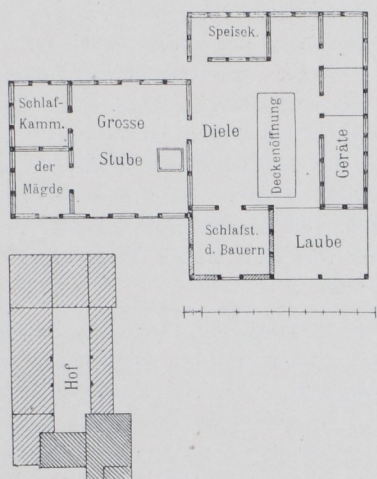 Speisek.
Schlaf-
Kamm.
der
Mägde
Grosse
Stube
Diele
Deckenöffnung
Geräte
Schlafst.
d. Bauern
Laube
Hof